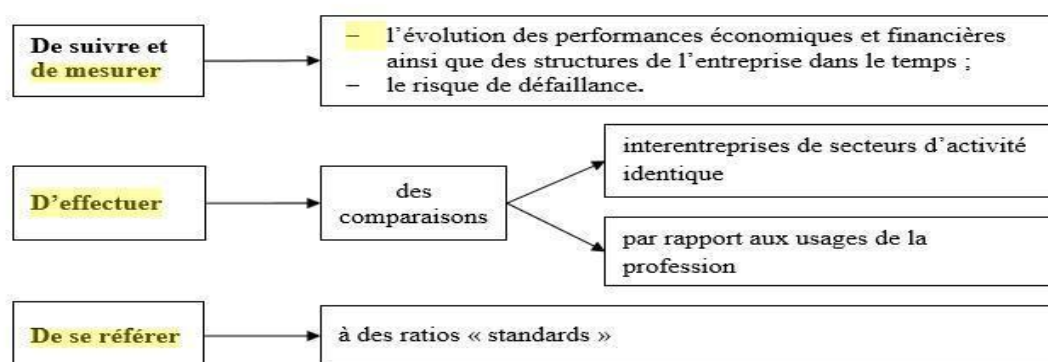 De suivre et
de mesurer
– l’évolution des performances économiques et financières
ainsi que des structures de l’entreprise dans le temps ;
– le risque de défaillance.
D’effectuer
des
comparaisons
interentreprises de secteurs d’activité
identique
par rapport aux usages de la
profession
De se référer
à des ratios « standards »